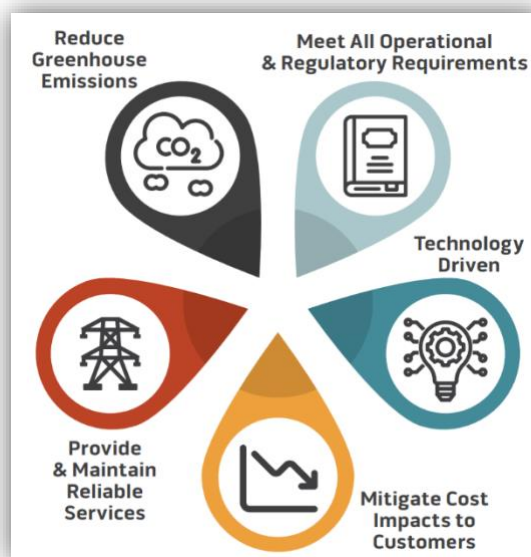 Reduce
Greenhouse
Emissions
Meet All Operational
& Regulatory Requirements
CO2
Technology
Driven
Provide
& Maintain
Reliable
Services
Mitigate Cost
Impacts to
Customers